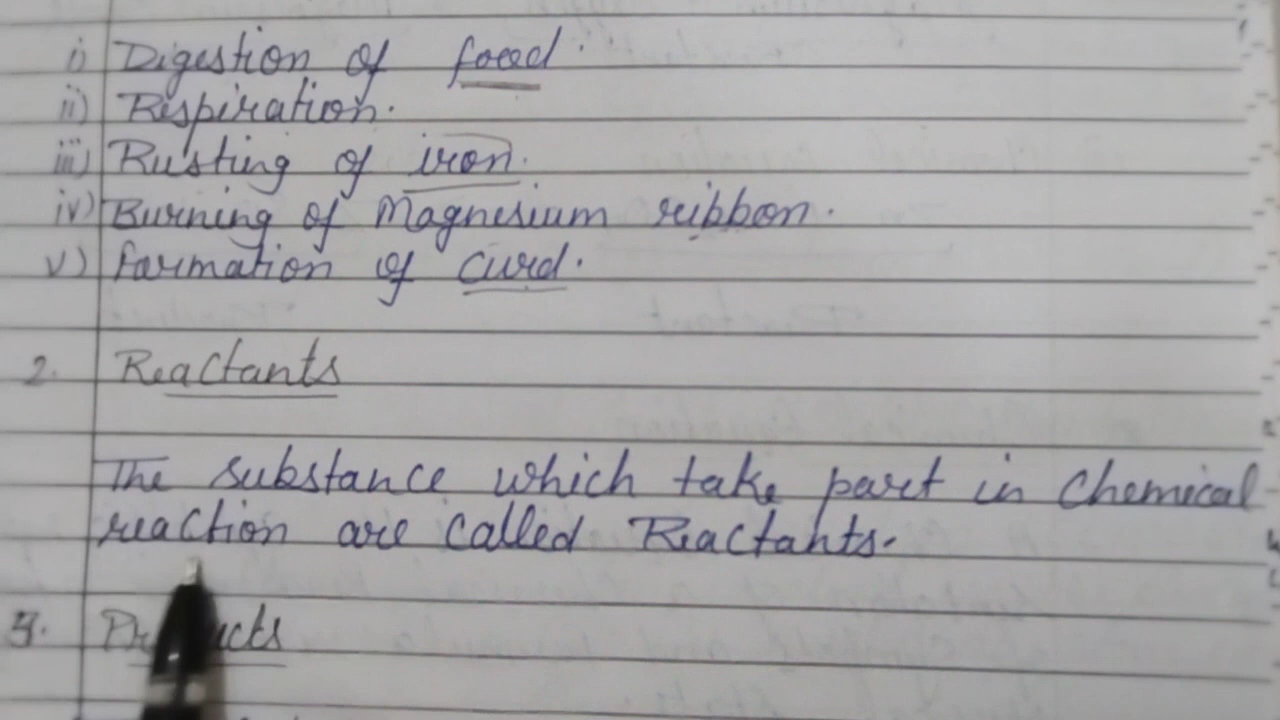 i) Digestion of food.
ii) Respiration.
iii) Rusting of iron.
iv) Burning of Magnesium ribbon.
v) Formation of curd.
2. Reactants
The substance which take part in Chemical
reaction are called Reactants.
3. Products